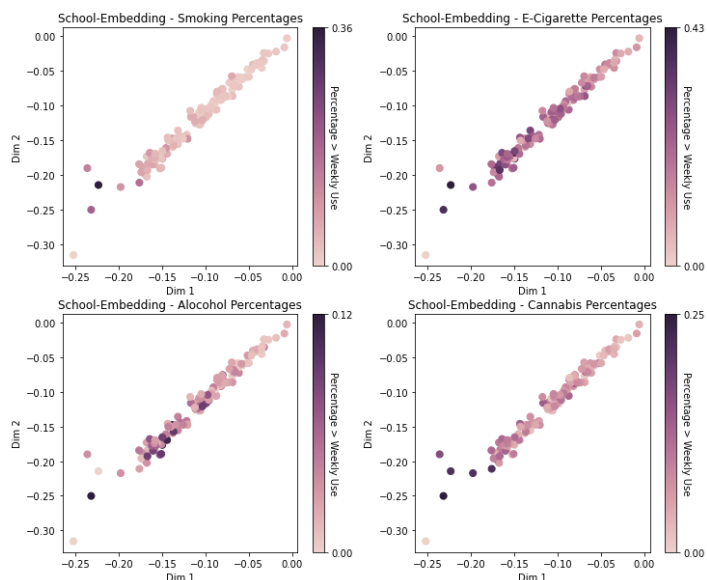 School-Embedding - Smoking Percentages
0.00
−0.05
−0.10
−0.15
−0.20
−0.25
−0.30
Dim 2
−0.25 −0.20 −0.15 −0.10 −0.05 0.00
Dim 1
0.36
Percentage > Weekly Use
0.00
School-Embedding - E-Cigarette Percentages
0.00
−0.05
−0.10
−0.15
−0.20
−0.25
−0.30
Dim 2
−0.25 −0.20 −0.15 −0.10 −0.05 0.00
Dim 1
0.43
Percentage > Weekly Use
0.00
School-Embedding - Alocohol Percentages
0.00
−0.05
−0.10
−0.15
−0.20
−0.25
−0.30
Dim 2
−0.25 −0.20 −0.15 −0.10 −0.05 0.00
Dim 1
0.12
Percentage > Weekly Use
0.00
School-Embedding - Cannabis Percentages
0.00
−0.05
−0.10
−0.15
−0.20
−0.25
−0.30
Dim 2
−0.25 −0.20 −0.15 −0.10 −0.05 0.00
Dim 1
0.25
Percentage > Weekly Use
0.00